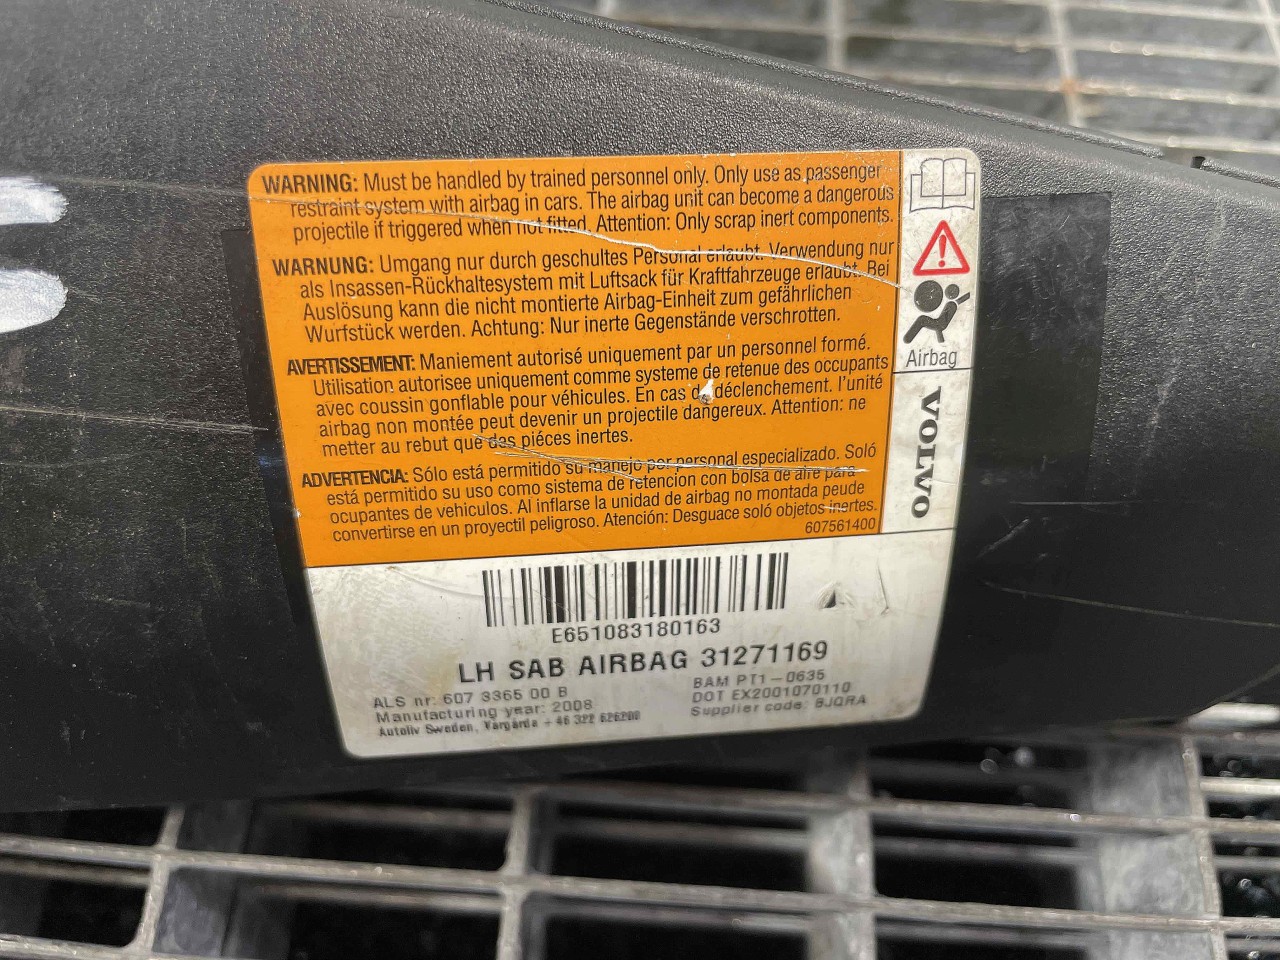 WARNING: Must be handled by trained personnel only. Only use as passenger
restraint system with airbag in cars. The airbag unit can become a dangerous
projectile if triggered when not fitted. Attention: Only scrap inert components.
WARNUNG: Umgang nur durch geschultes Personal erlaubt. Verwendung nur
als Insassen-Rückhaltesystem mit Luftsack für Kraftfahrzeuge erlaubt. Bei
Auslösung kann die nicht montierte Airbag-Einheit zum gefährlichen
Wurfstück werden. Achtung: Nur inerte Gegenstände verschrotten.
AVERTISSEMENT: Maniement autorisé uniquement par un personnel formé.
Utilisation autorisee uniquement comme systeme de retenue des occupants
avec coussin gonflable pour véhicules. En cas de déclenchement. l'unité
airbag non montée peut devenir un projectile dangereux. Attention: ne
metter au rebut que des piéces inertes.
ADVERTENCIA: Sólo está permitido su manejo por personal especializado. Soló
está permitido su uso como sistema de retencion con bolsa de aire para
ocupantes de vehiculos. Al inflarse la unidad de airbag no montada peude
convertirse en un proyectil peligroso. Atención: Desguace soló objetos inertes.
607561400
Airbag
VOLVO
E651083180163
LH SAB AIRBAG 31271169
ALS nr: 607 3365 00 B
Manufacturing year: 2008
Autoliv Sweden, Vårgårda + 46 322 626200
BAM PT1-0635
DOT EX2001070110
Supplier code: BJQRA